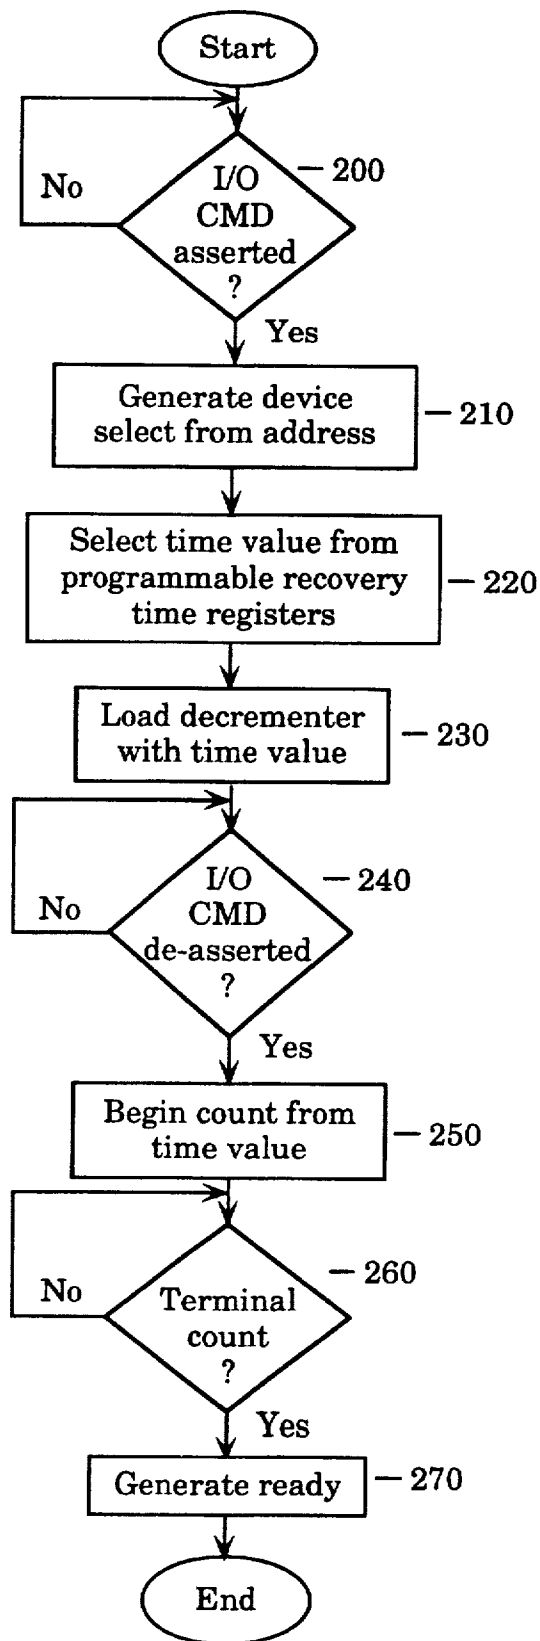 Start
200
I/O
CMD
asserted
?
No
Yes
Generate device
select from address
210
Select time value from
programmable recovery
time registers
220
Load decrementer
with time value
230
240
I/O
CMD
de-asserted
?
No
Yes
Begin count from
time value
250
260
Terminal
count
?
No
Yes
Generate ready
270
End